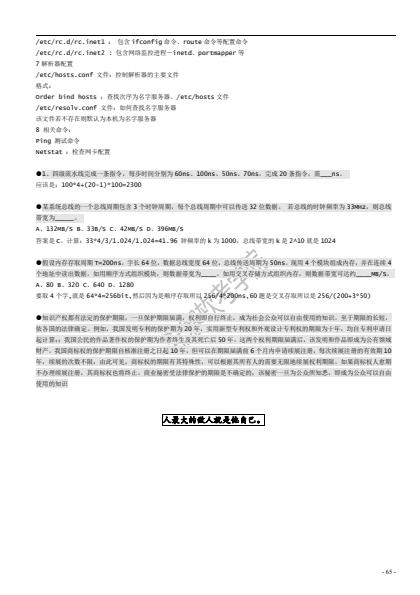 /etc/rc.d/rc.inet1 ： 包含 ifconfig 命令、route 命令等配置命令
/etc/rc.d/rc.inet2 ： 包含网络监控进程－inetd、portmapper 等
7 解析器配置
/etc/hosts.conf 文件：控制解析器的主要文件
格式：
Order bind hosts ：查找次序为名字服务器、/etc/hosts 文件
/etc/resolv.conf 文件：如何查找名字服务器
该文件若不存在则默认为本机为名字服务器
8 相关命令：
Ping 测试命令
Netstat ：检查网卡配置
●1、四级流水线完成一条指令，每步时间分别为 60ns、100ns、50ns、70ns，完成 20 条指令，需___ns。
应该是：100*4+(20-1)*100=2300
●某系统总线的一个总线周期包含 3 个时钟周期，每个总线周期中可以传送 32 位数据。 若总线的时钟频率为 33MHz，则总线
带宽为_____。
A．132MB/S B．33b/S C．42MB/S D．396MB/S
答案是 C．计算：33*4/3/1.024/1.024=41.96 钟频率的 k 为 1000，总线带宽的 k 是 2^10 就是 1024
●假设内存存取周期 T=200ns，字长 64 位，数据总线宽度 64 位，总线传送周期为 50ns。现用 4 个模块组成内存，并在连续 4
个地址中读出数据，如用顺序方式组织模块，则数据带宽为____。如用交叉存储方式组织内存，则数据带宽可达约____MB/S.
A. 80 B. 320 C. 640 D. 1280
要取 4 个字，就是 64*4=256bit,然后因为是顺序存取所以 256/4*200ns,60 题是交叉存取所以是 256/(200+3*50)
●知识产权都有法定的保护期限，一旦保护期限届满，权利即自行终止，成为社会公众可以自由使用的知识。至于期限的长短，
依各国的法律确定。例如，我国发明专利的保护期为 20 年，实用新型专利权和外观设计专利权的期限为十年，均自专利申请日
起计算；；我国公民的作品著作权的保护期为作者终生及其死亡后 50 年。这两个权利期限届满后，该发明和作品即成为公有领域
财产。我国商标权的保护期限自核准注册之日起 10 年，但可以在期限届满前 6 个月内申请续展注册，每次续展注册的有效期 10
年，续展的次数不限，由此可见，商标权的期限有其特殊性，可以根据其所有人的需要无限地续展权利期限。如果商标权人逾期
不办理续展注册，其商标权也将终止。商业秘密受法律保护的期限是不确定的，该秘密一旦为公众所知悉，即成为公众可以自由
使用的知识
人最大的敌人就是他自己。
- 65 -